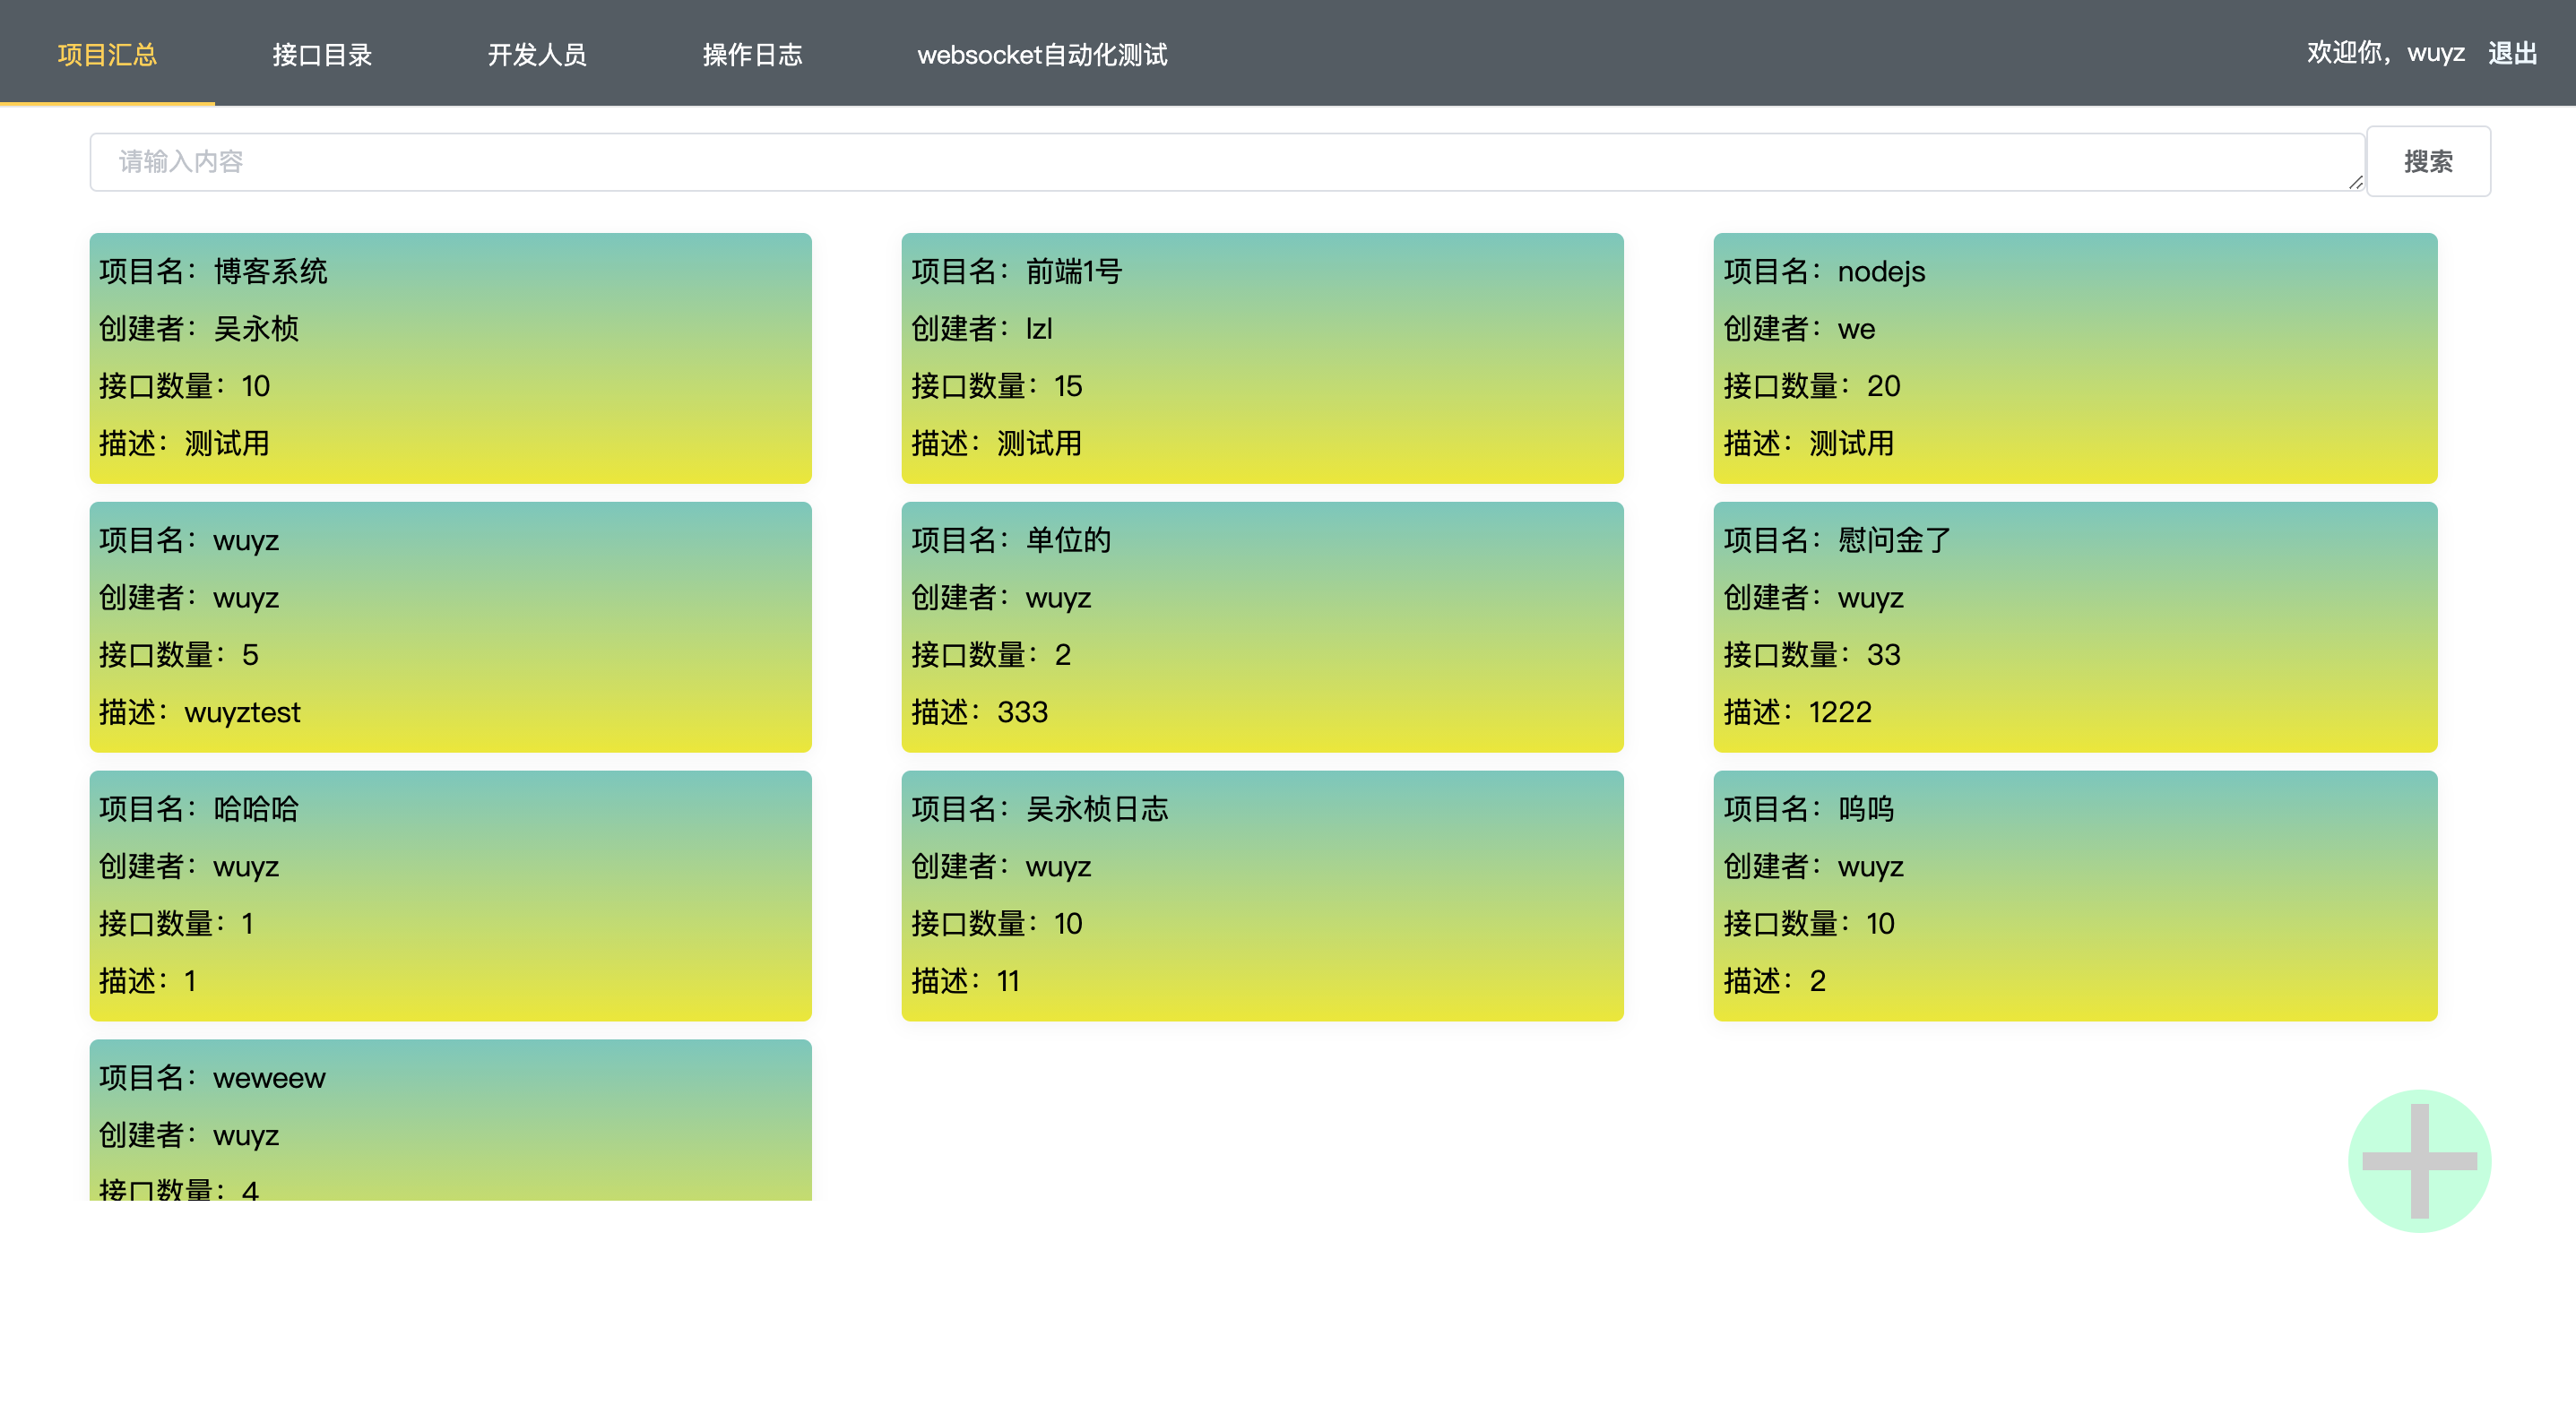 项目汇总 接口目录 开发人员 操作日志 websocket自动化测试 欢迎你，wuyz 退出
请输入内容 搜索
项目名：博客系统
创建者：吴永桢
接口数量：10
描述：测试用
项目名：前端1号
创建者：lzl
接口数量：15
描述：测试用
项目名：nodejs
创建者：we
接口数量：20
描述：测试用
项目名：wuyz
创建者：wuyz
接口数量：5
描述：wuyztest
项目名：单位的
创建者：wuyz
接口数量：2
描述：333
项目名：慰问金了
创建者：wuyz
接口数量：33
描述：1222
项目名：哈哈哈
创建者：wuyz
接口数量：1
描述：1
项目名：吴永桢日志
创建者：wuyz
接口数量：10
描述：11
项目名：呜呜
创建者：wuyz
接口数量：10
描述：2
项目名：weweew
创建者：wuyz
接口数量：4